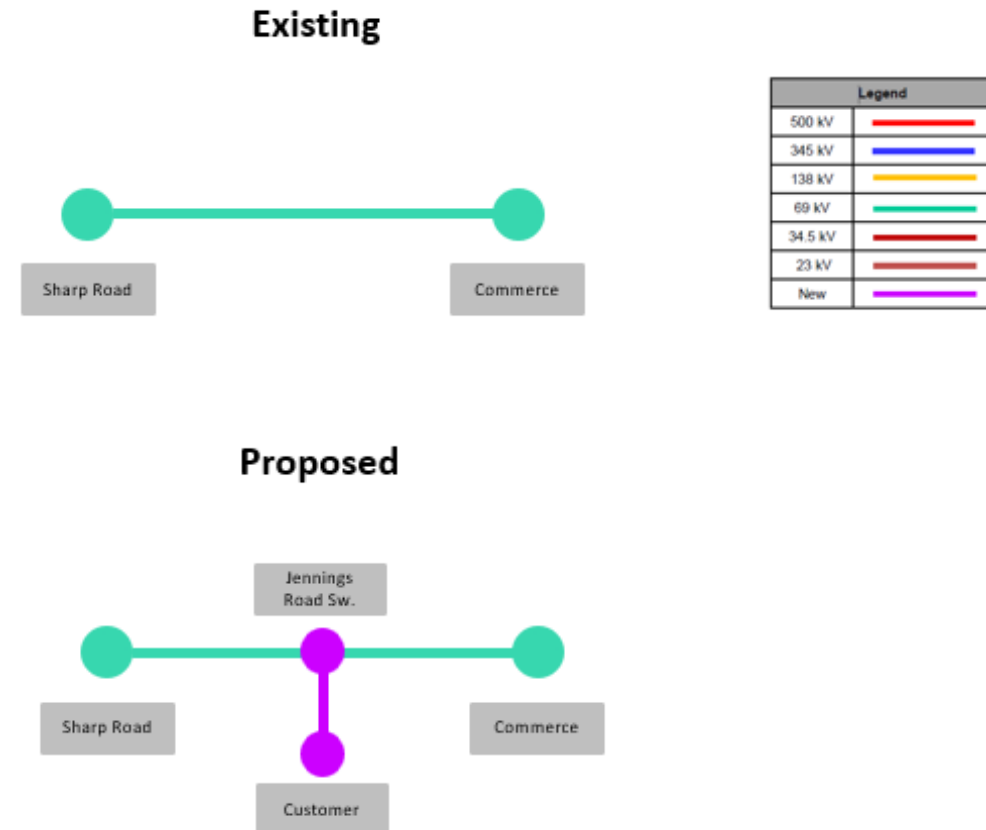 Existing
Legend
500 kV
345 kV
138 kV
69 kV
34.5 kV
23 kV
New
Sharp Road
Commerce
Proposed
Jennings
Road Sw.
Sharp Road
Commerce
Customer